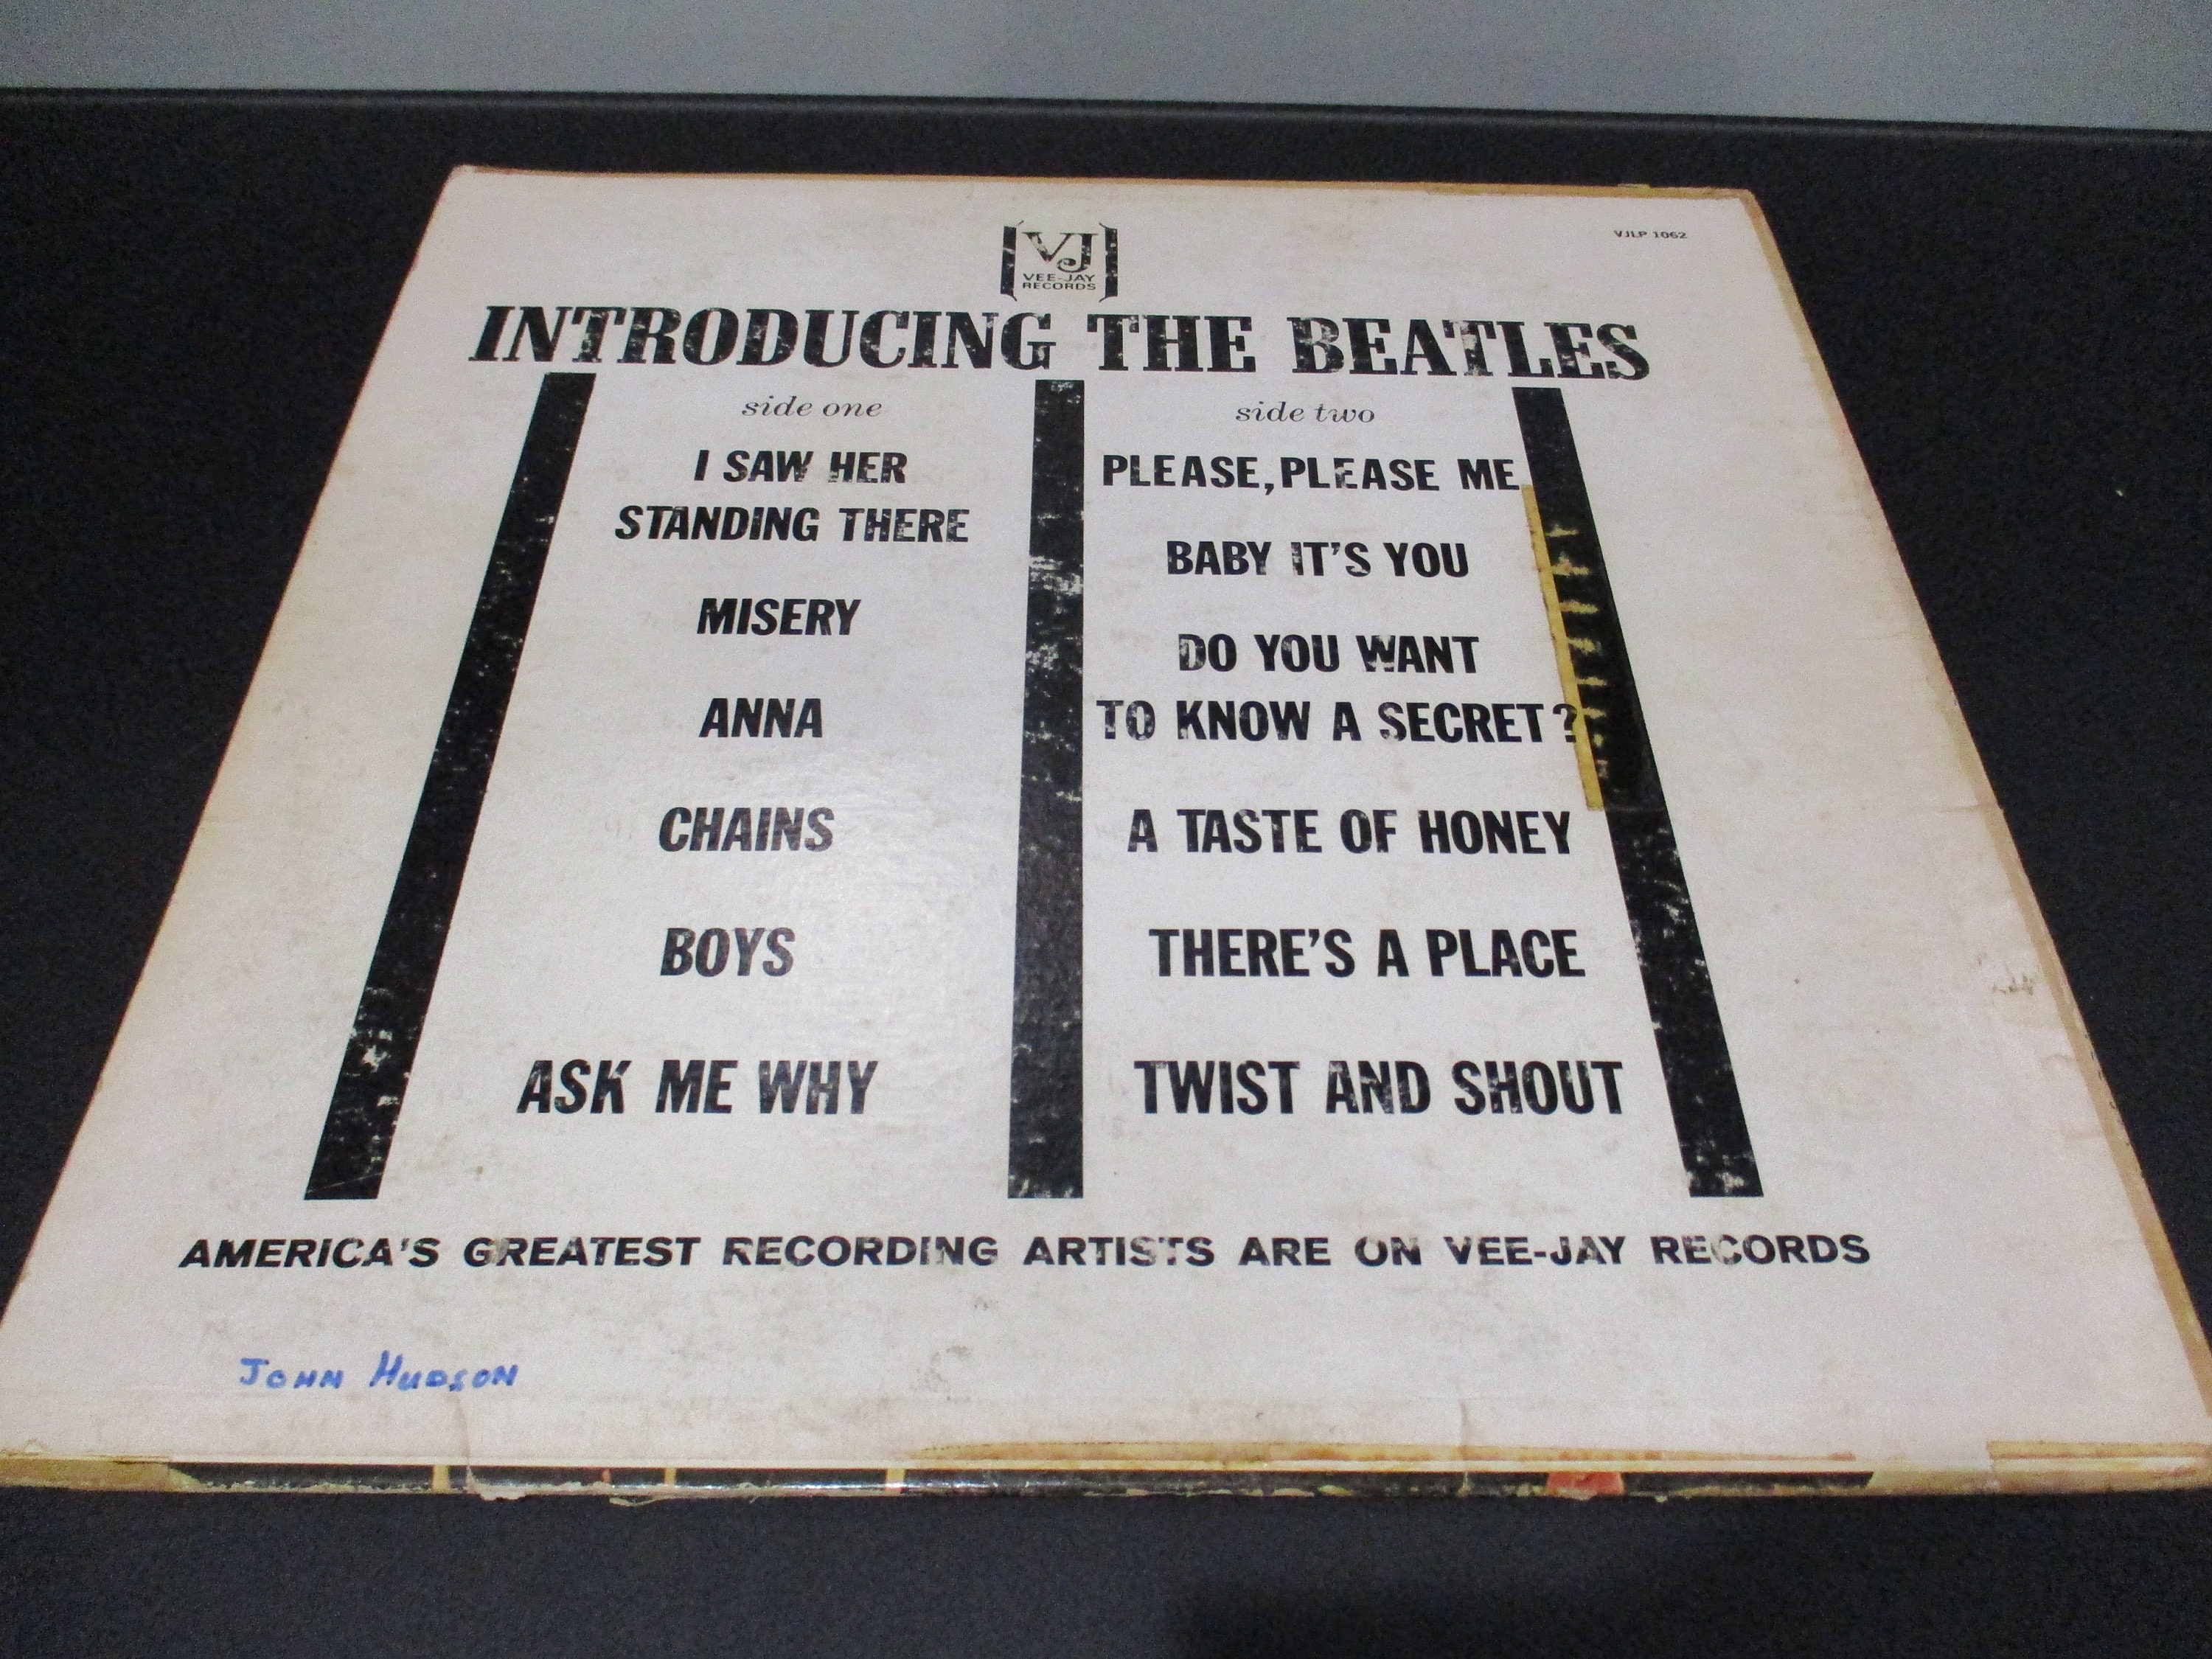 VJLP 1062
VJ
VEE-JAY
RECORDS
INTRODUCING THE BEATLES
side one
I SAW HER
STANDING THERE
MISERY
ANNA
CHAINS
BOYS
ASK ME WHY
side two
PLEASE, PLEASE ME
BABY IT'S YOU
DO YOU WANT
TO KNOW A SECRET?
A TASTE OF HONEY
THERE'S A PLACE
TWIST AND SHOUT
AMERICA'S GREATEST RECORDING ARTISTS ARE ON VEE-JAY RECORDS
JOHN HUDSON